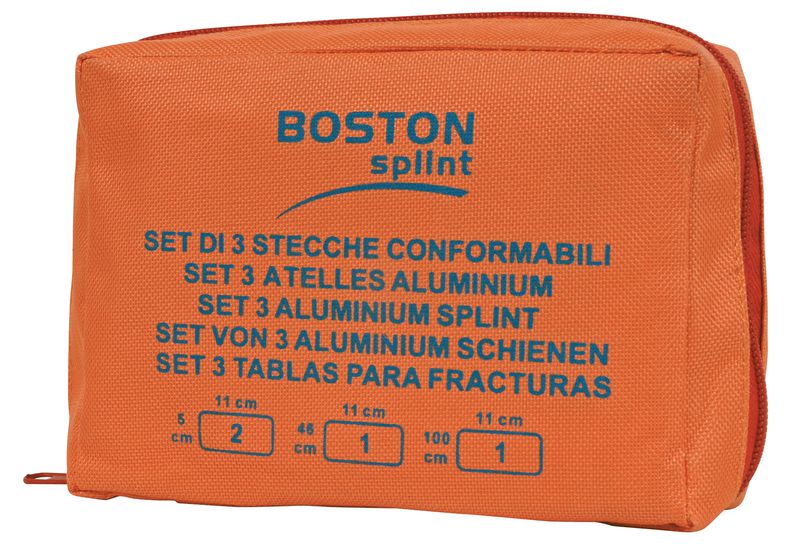 BOSTON
splint
SET DI 3 STECCHE CONFORMABILI
SET 3 ATELLES ALUMINIUM
SET 3 ALUMINIUM SPLINT
SET VON 3 ALUMINIUM SCHIENEN
SET 3 TABLAS PARA FRACTURAS
11 cm 11 cm 11 cm
5 cm 2 46 cm 1 100 cm 1